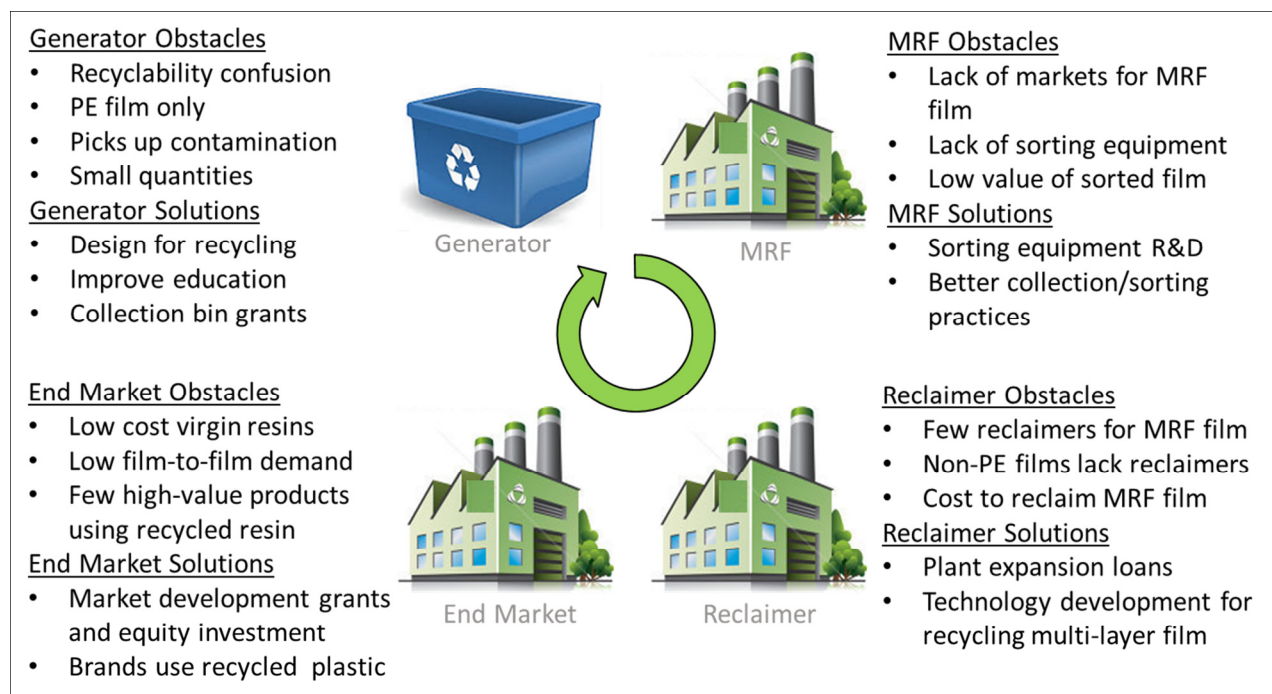 Generator Obstacles
• Recyclability confusion
• PE film only
• Picks up contamination
• Small quantities
Generator Solutions
• Design for recycling
• Improve education
• Collection bin grants
Generator
MRF
MRF Obstacles
• Lack of markets for MRF
film
• Lack of sorting equipment
• Low value of sorted film
MRF Solutions
• Sorting equipment R&D
• Better collection/sorting
practices
End Market Obstacles
• Low cost virgin resins
• Low film-to-film demand
• Few high-value products
using recycled resin
End Market Solutions
• Market development grants
and equity investment
• Brands use recycled plastic
End Market
Reclaimer
Reclaimer Obstacles
• Few reclaimers for MRF film
• Non-PE films lack reclaimers
• Cost to reclaim MRF film
Reclaimer Solutions
• Plant expansion loans
• Technology development for
recycling multi-layer film